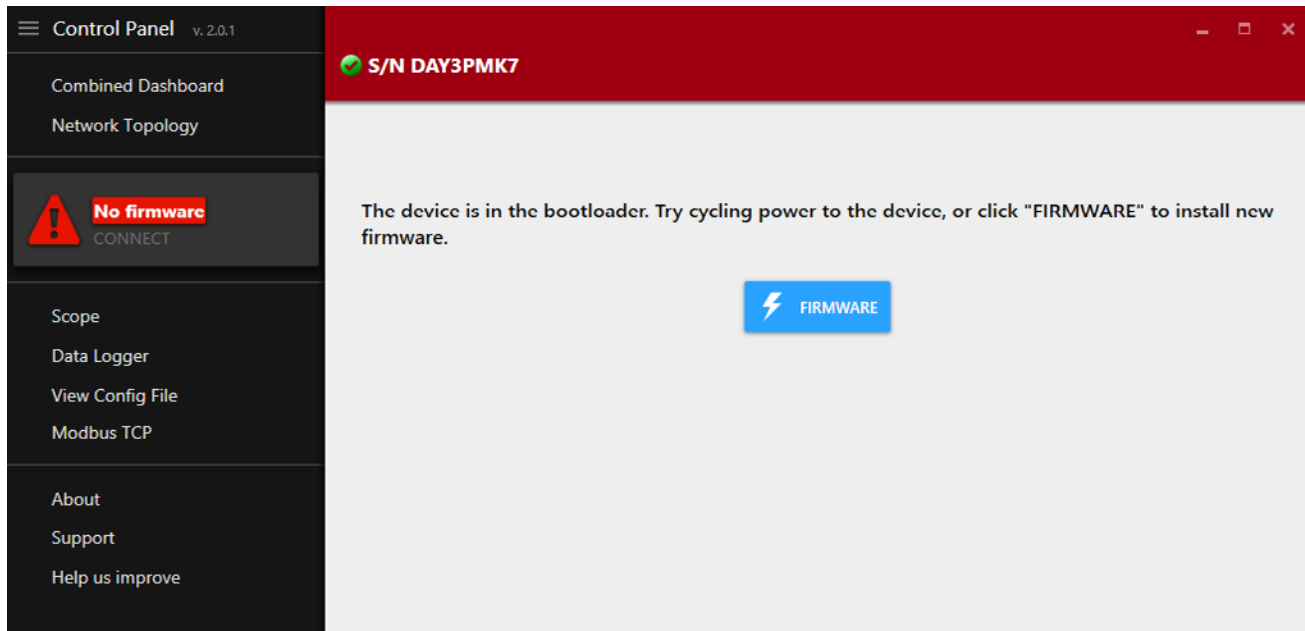 Control Panel v. 2.0.1
Combined Dashboard
Network Topology
No firmware
CONNECT
Scope
Data Logger
View Config File
Modbus TCP
About
Support
Help us improve
S/N DAY3PMK7
The device is in the bootloader. Try cycling power to the device, or click "FIRMWARE" to install new
firmware.
FIRMWARE